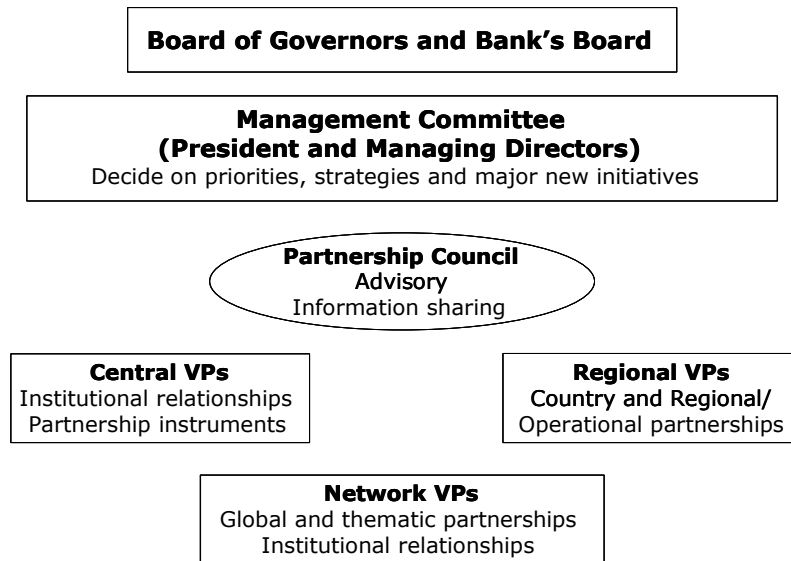 Board of Governors and Bank's Board
Management Committee
(President and Managing Directors)
Decide on priorities, strategies and major new initiatives
Partnership Council
Advisory
Information sharing
Central VPs
Institutional relationships
Partnership instruments
Regional VPs
Country and Regional/
Operational partnerships
Network VPs
Global and thematic partnerships
Institutional relationships